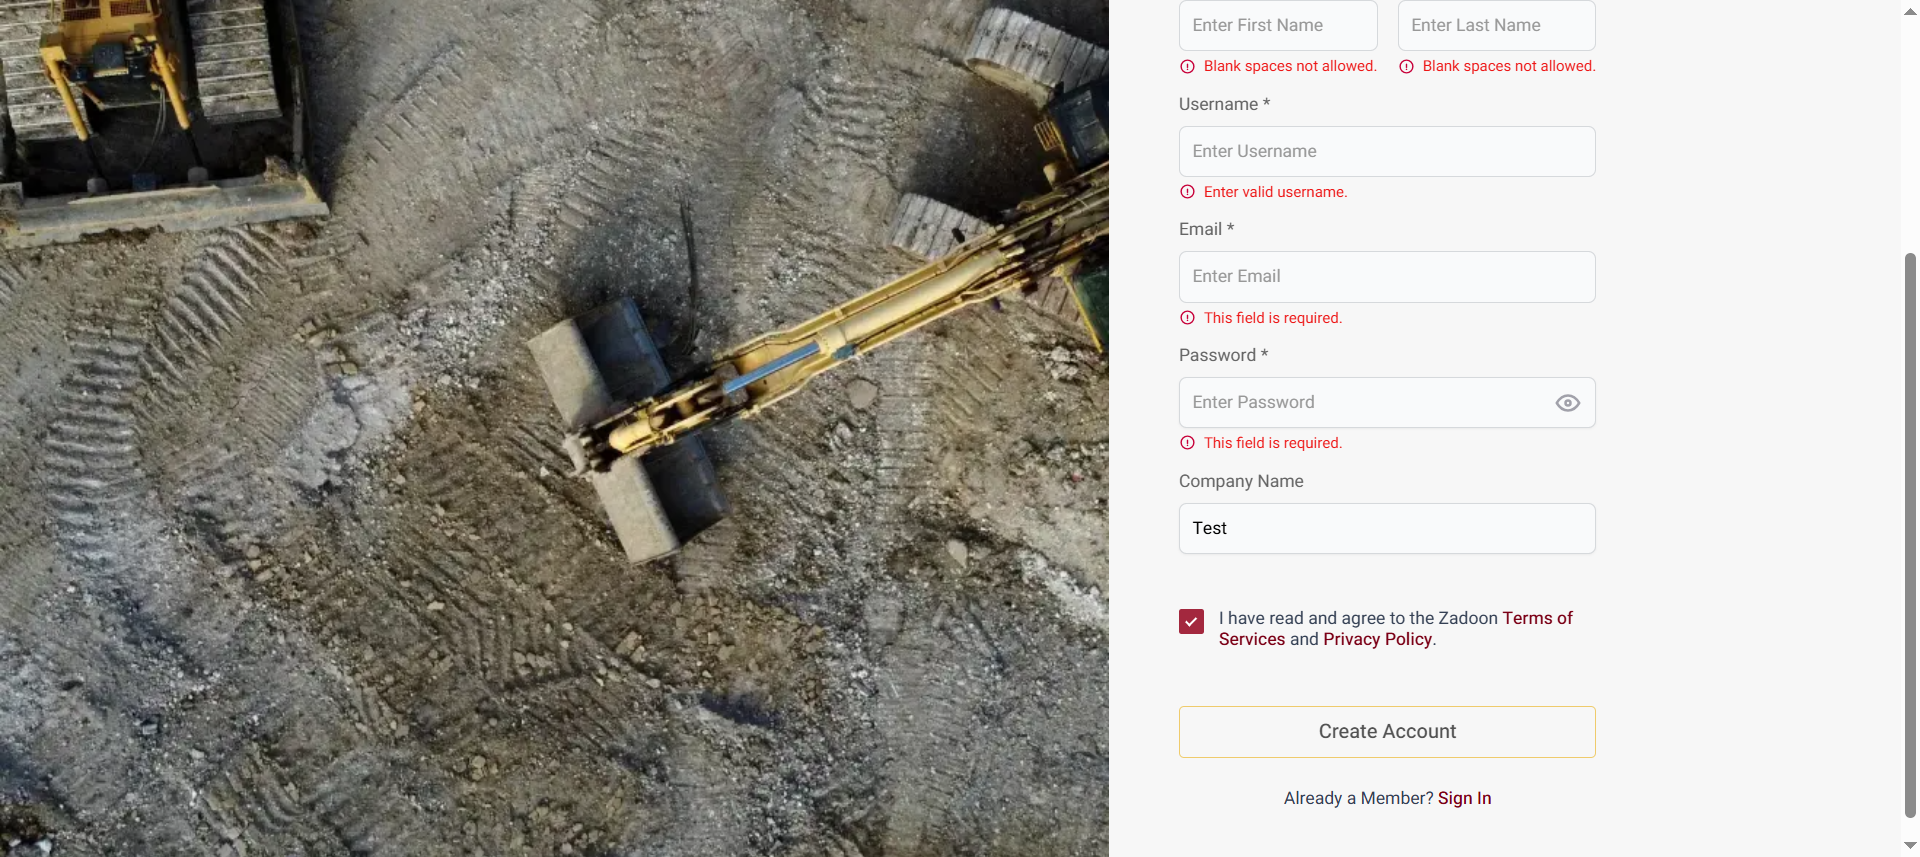 Enter First Name
Enter Last Name
Blank spaces not allowed.
Blank spaces not allowed.
Username *
Enter Username
Enter valid username.
Email *
Enter Email
This field is required.
Password *
Enter Password
This field is required.
Company Name
Test
I have read and agree to the Zadoon Terms of
Services and Privacy Policy.
Create Account
Already a Member? Sign In